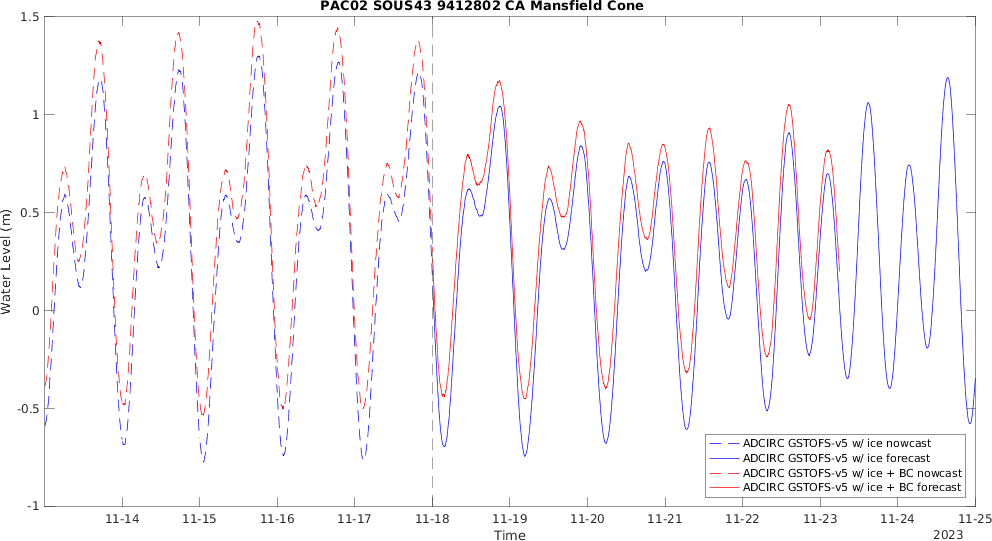 PAC02 SOUS43 9412802 CA Mansfield Cone
1.5
1
0.5
0
-0.5
-1
Water Level (m)
11-14 11-15 11-16 11-17 11-18 11-19 11-20 11-21 11-22 11-23 11-24 11-25
Time
2023
ADCIRC GSTOFS-v5 w/ ice nowcast
ADCIRC GSTOFS-v5 w/ ice forecast
ADCIRC GSTOFS-v5 w/ ice + BC nowcast
ADCIRC GSTOFS-v5 w/ ice + BC forecast